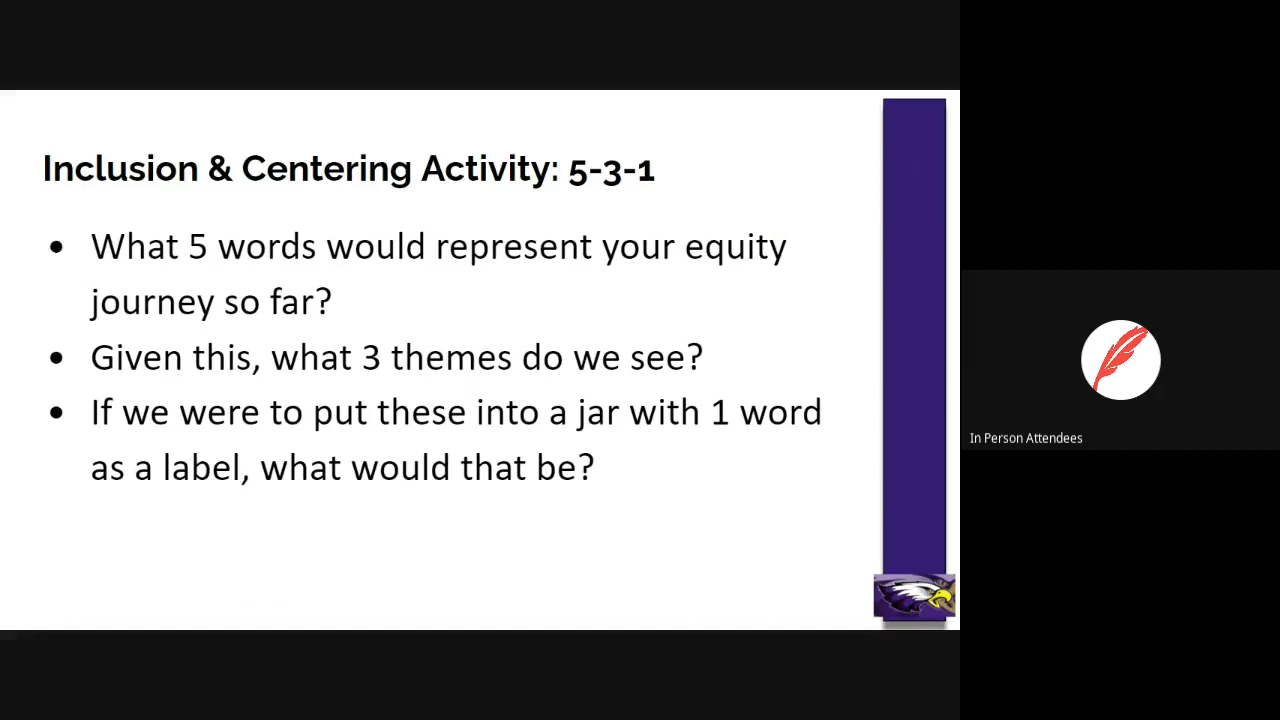 Inclusion & Centering Activity: 5-3-1
• What 5 words would represent your equity
journey so far?
• Given this, what 3 themes do we see?
• If we were to put these into a jar with 1 word
as a label, what would that be?
In Person Attendees